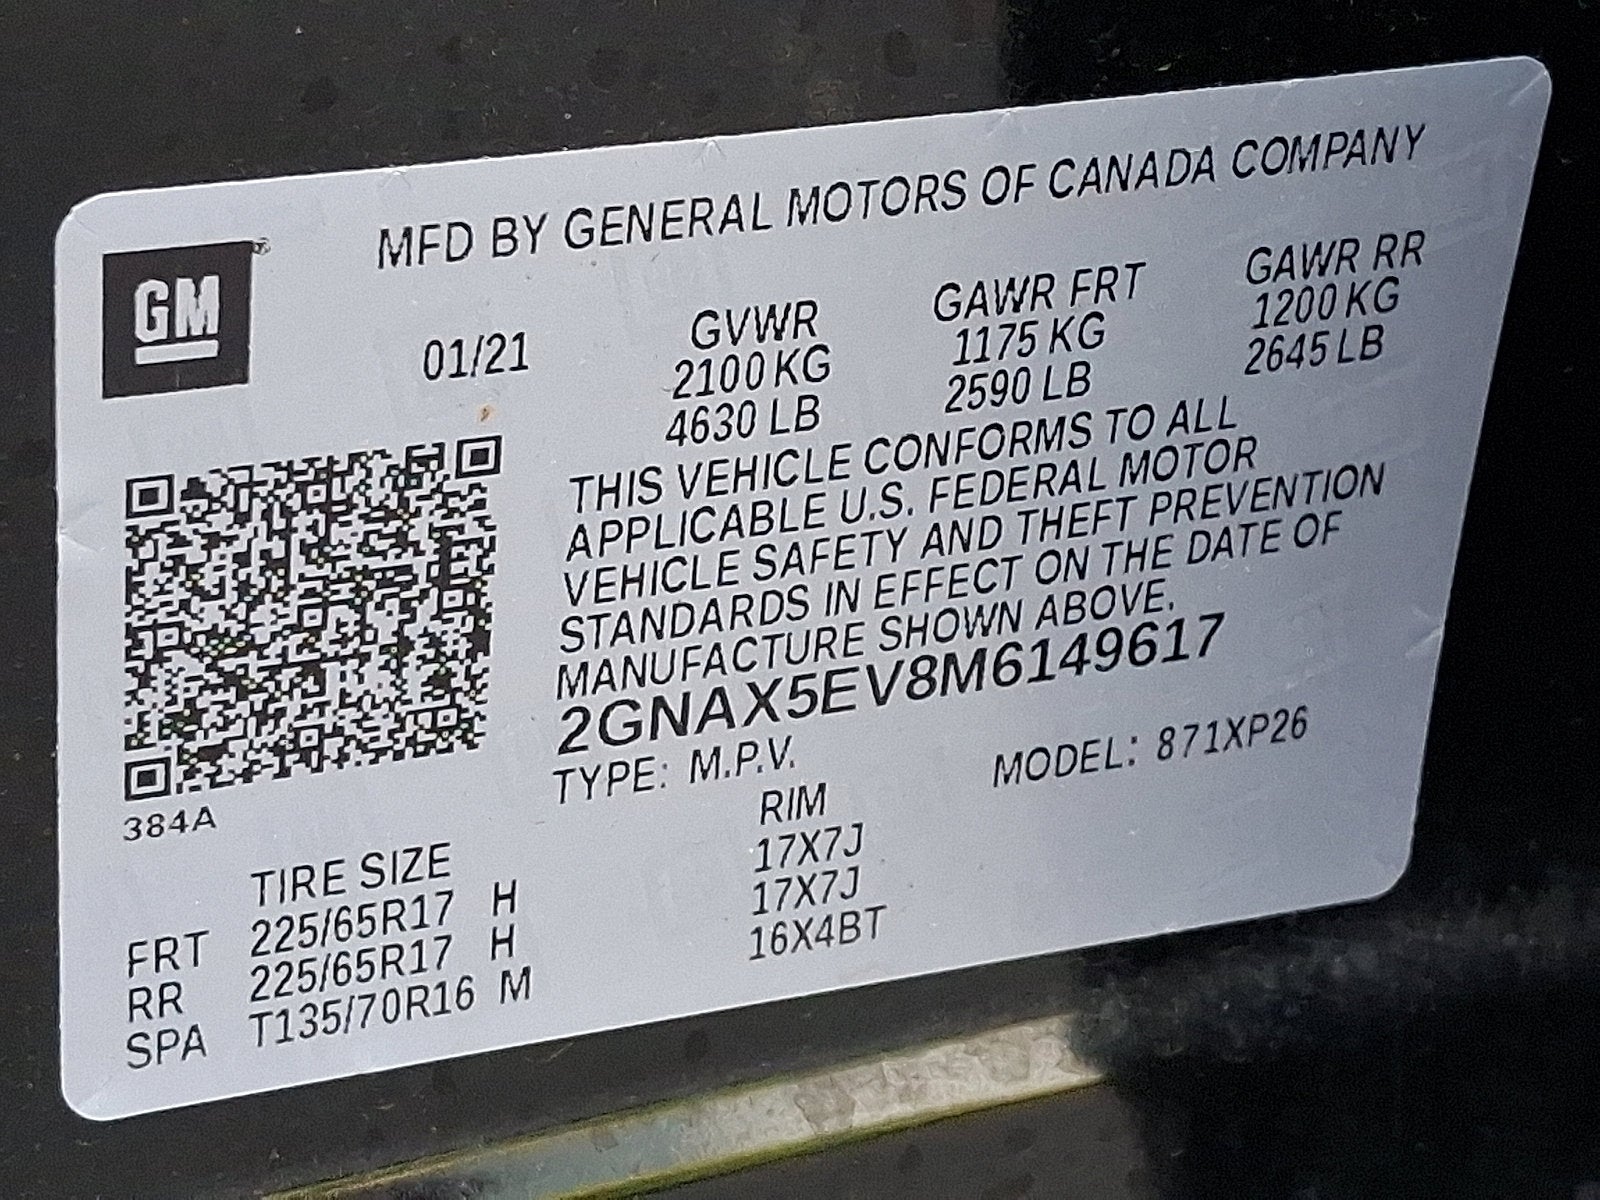 MFD BY GENERAL MOTORS OF CANADA COMPANY
GM
01/21
GVWR GAWR FRT GAWR RR
2100 KG 1175 KG 1200 KG
4630 LB 2590 LB 2645 LB
THIS VEHICLE CONFORMS TO ALL
APPLICABLE U.S. FEDERAL MOTOR
VEHICLE SAFETY AND THEFT PREVENTION
STANDARDS IN EFFECT ON THE DATE OF
MANUFACTURE SHOWN ABOVE.
2GNAX5EV8M6149617
TYPE: M.P.V. MODEL: 871XP26
384A
TIRE SIZE RIM
FRT 225/65R17 H 17X7J
RR 225/65R17 H 17X7J
SPA T135/70R16 M 16X4BT